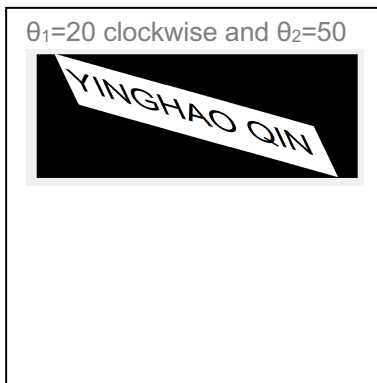 θ₁=20 clockwise and θ₂=50
YINGHAO QIN